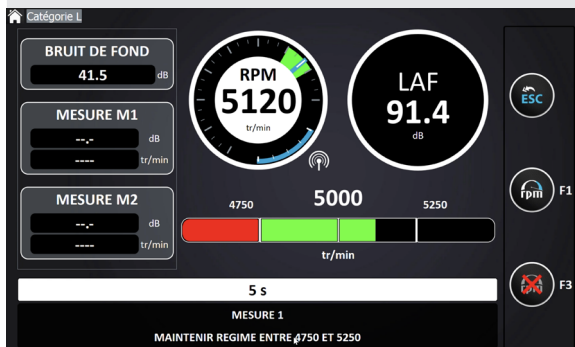 Catégorie L
BRUIT DE FOND
41.5 dB
MESURE M1
--.- dB
---- tr/min
MESURE M2
--.- dB
---- tr/min
RPM
5120
tr/min
LAF
91.4
dB
4750 5000 5250
tr/min
5 s
MESURE 1
MAINTENIR REGIME ENTRE 4750 ET 5250
ESC
rpm F1
rpm F3